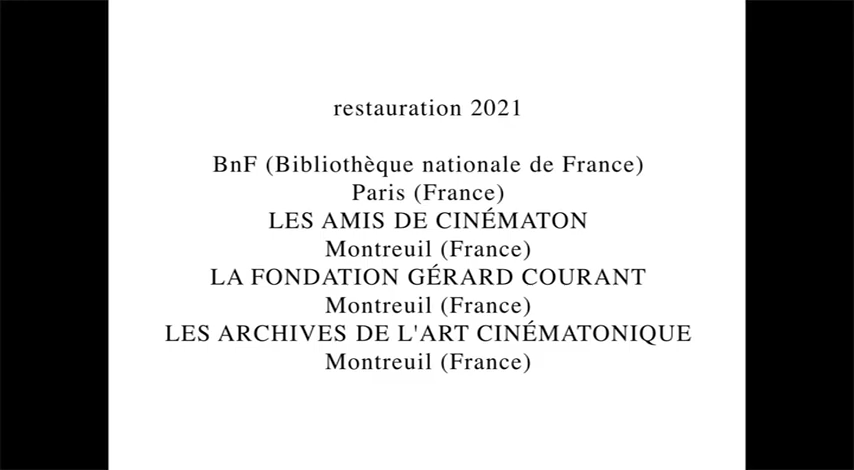 restauration 2021
BnF (Bibliothèque nationale de France)
Paris (France)
LES AMIS DE CINÉMATON
Montreuil (France)
LA FONDATION GÉRARD COURANT
Montreuil (France)
LES ARCHIVES DE L'ART CINÉMATONIQUE
Montreuil (France)